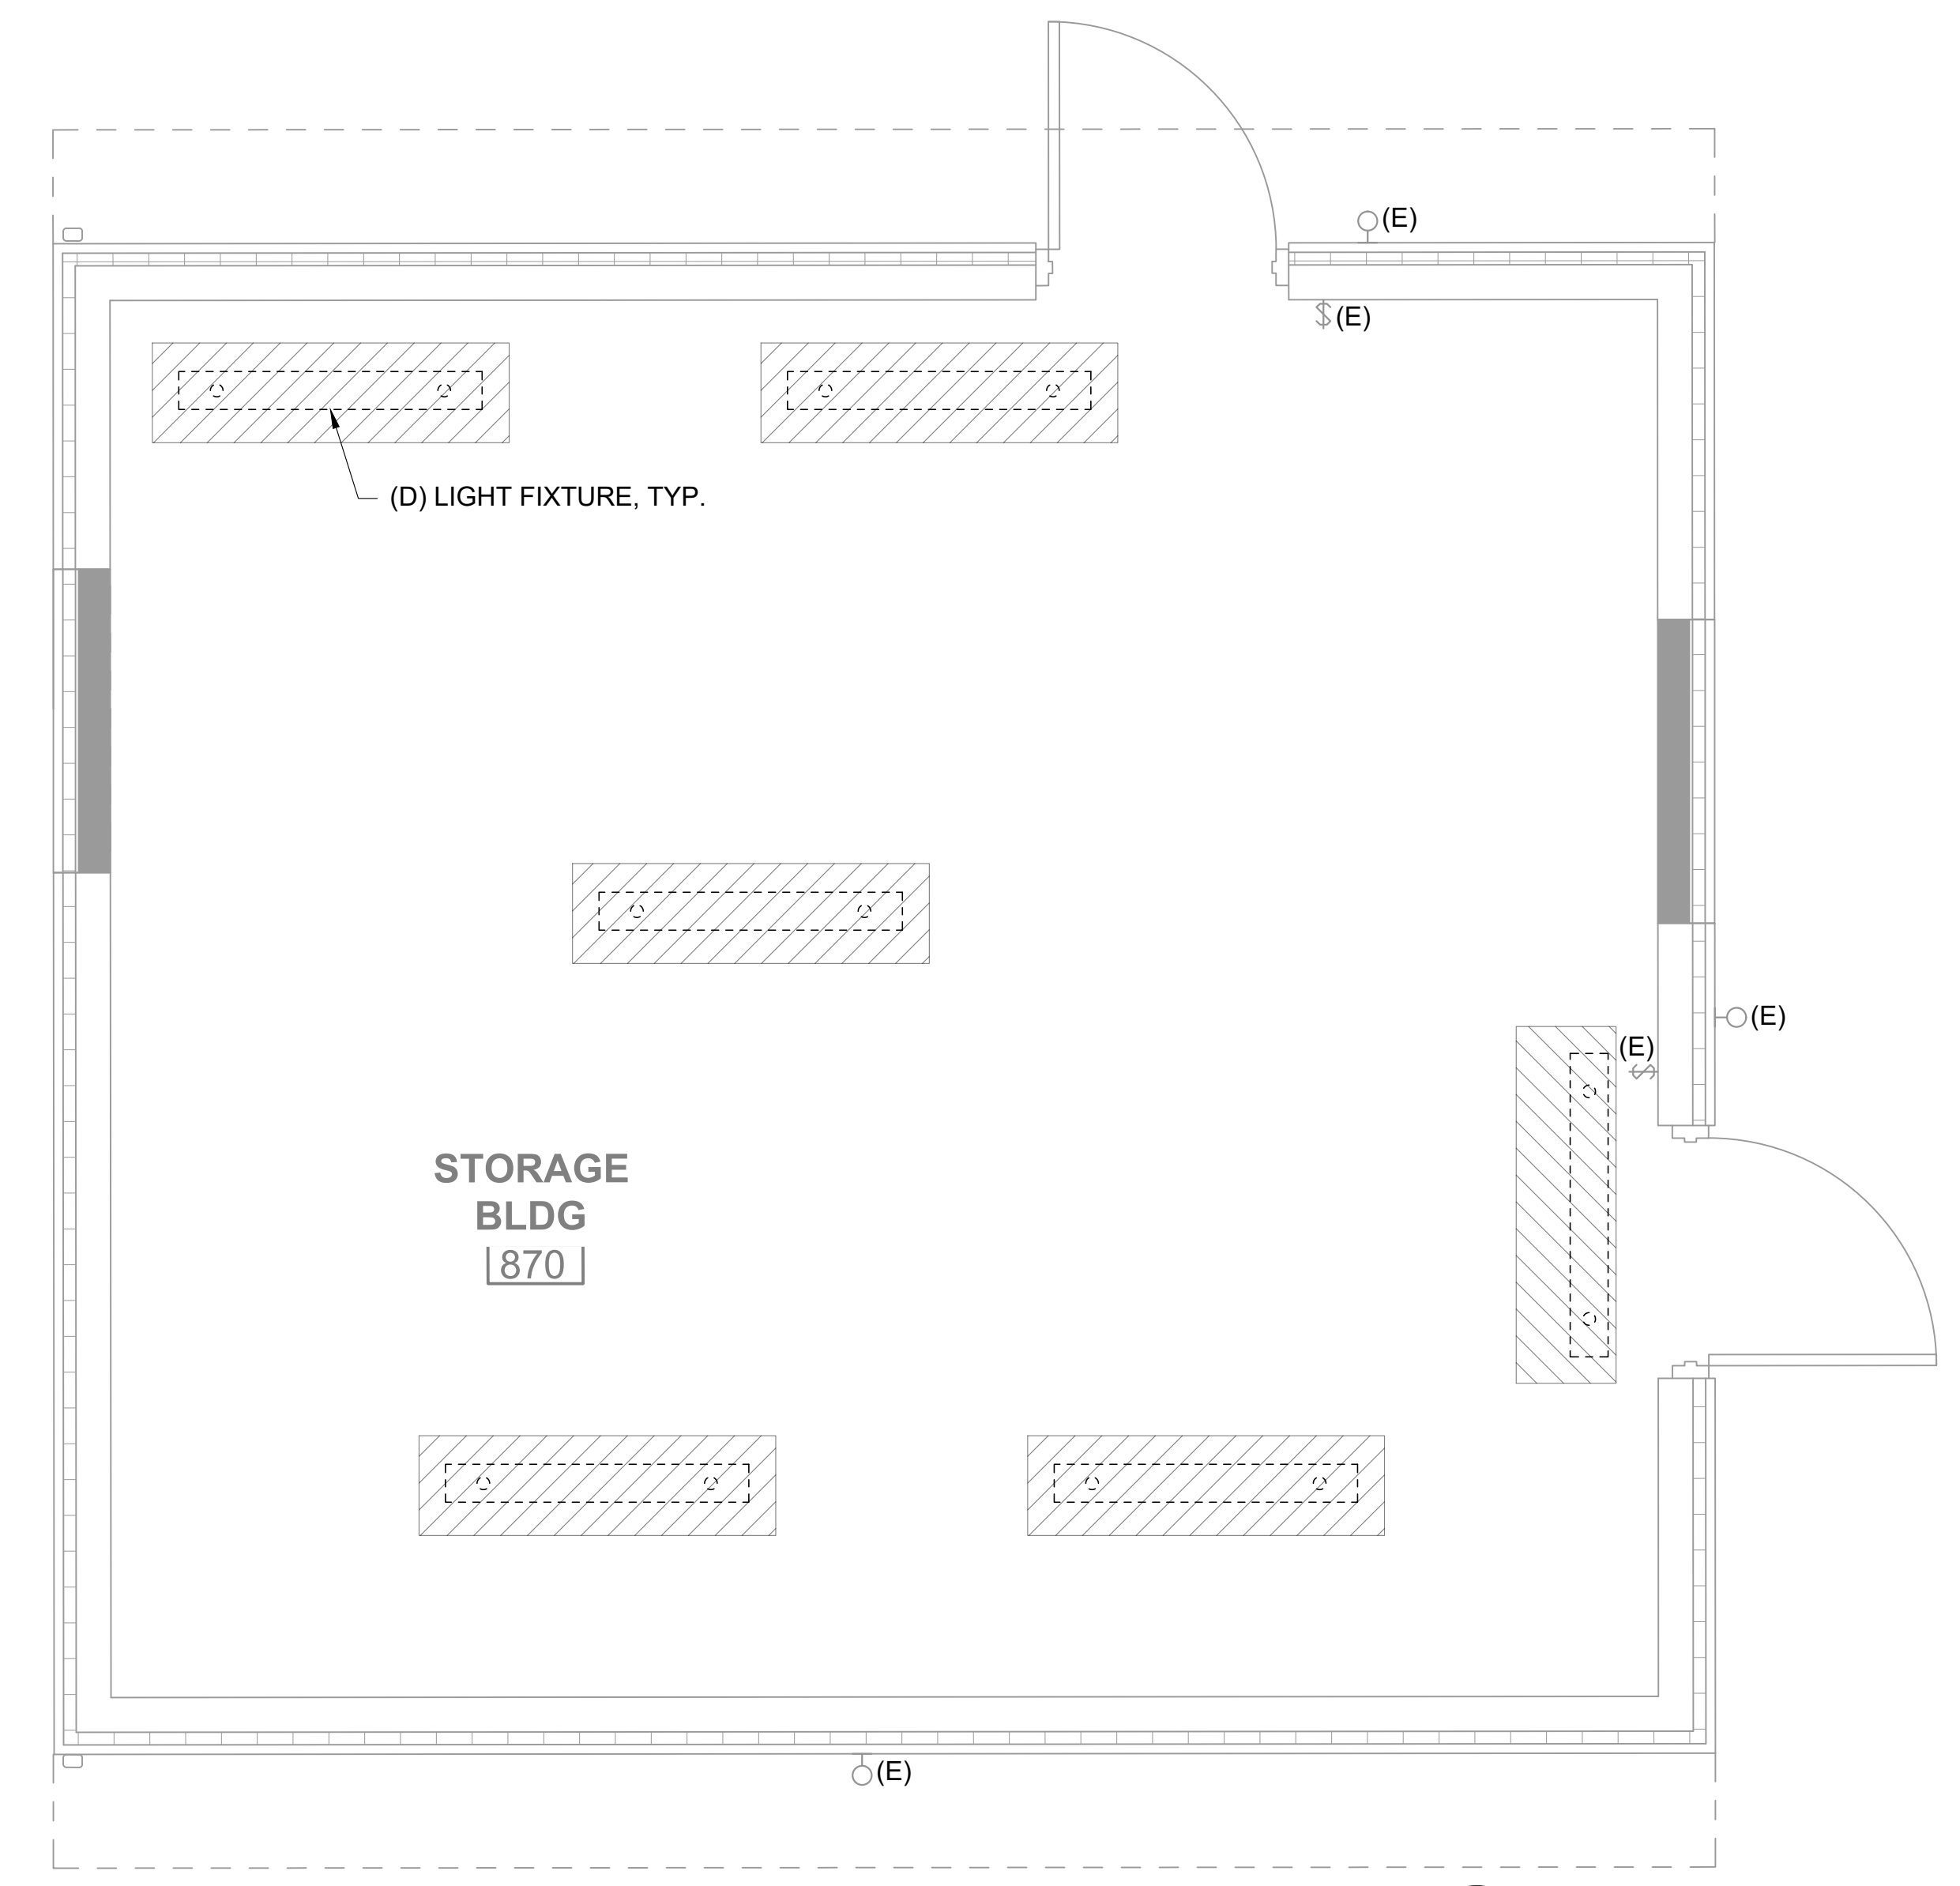 (E)
(E)
(D) LIGHT FIXTURE, TYP.
(E)
(E)
STORAGE
BLDG
870
(E)